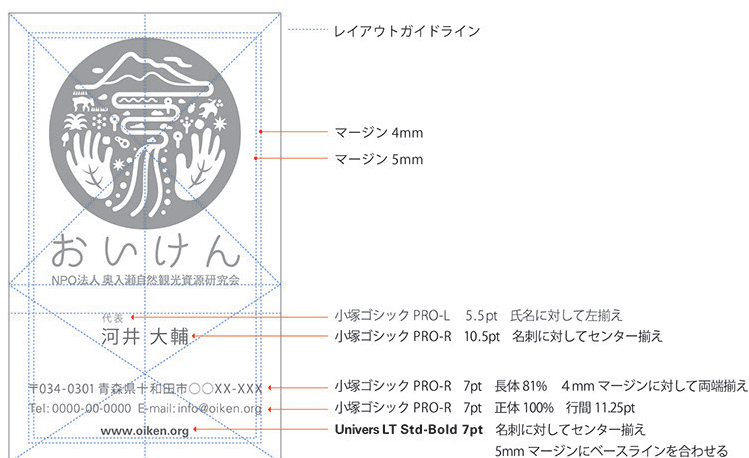 レイアウトガイドライン
マージン 4mm
マージン 5mm
おいけん
NPO法人 奥入瀬自然観光資源研究会
代表
小塚ゴシック PRO-L 5.5pt 氏名に対して左揃え
河井 大輔
小塚ゴシック PRO-R 10.5pt 名刺に対してセンター揃え
〒034-0301 青森県十和田市○○XX-XXX
小塚ゴシック PRO-R 7pt 長体 81% 4mmマージンに対して両端揃え
Tel: 0000-00-0000 E-mail: info@oiken.org
小塚ゴシック PRO-R 7pt 正体 100% 行間 11.25pt
www.oiken.org
Univers LT Std-Bold 7pt 名刺に対してセンター揃え
5mm マージンにベースラインを合わせる